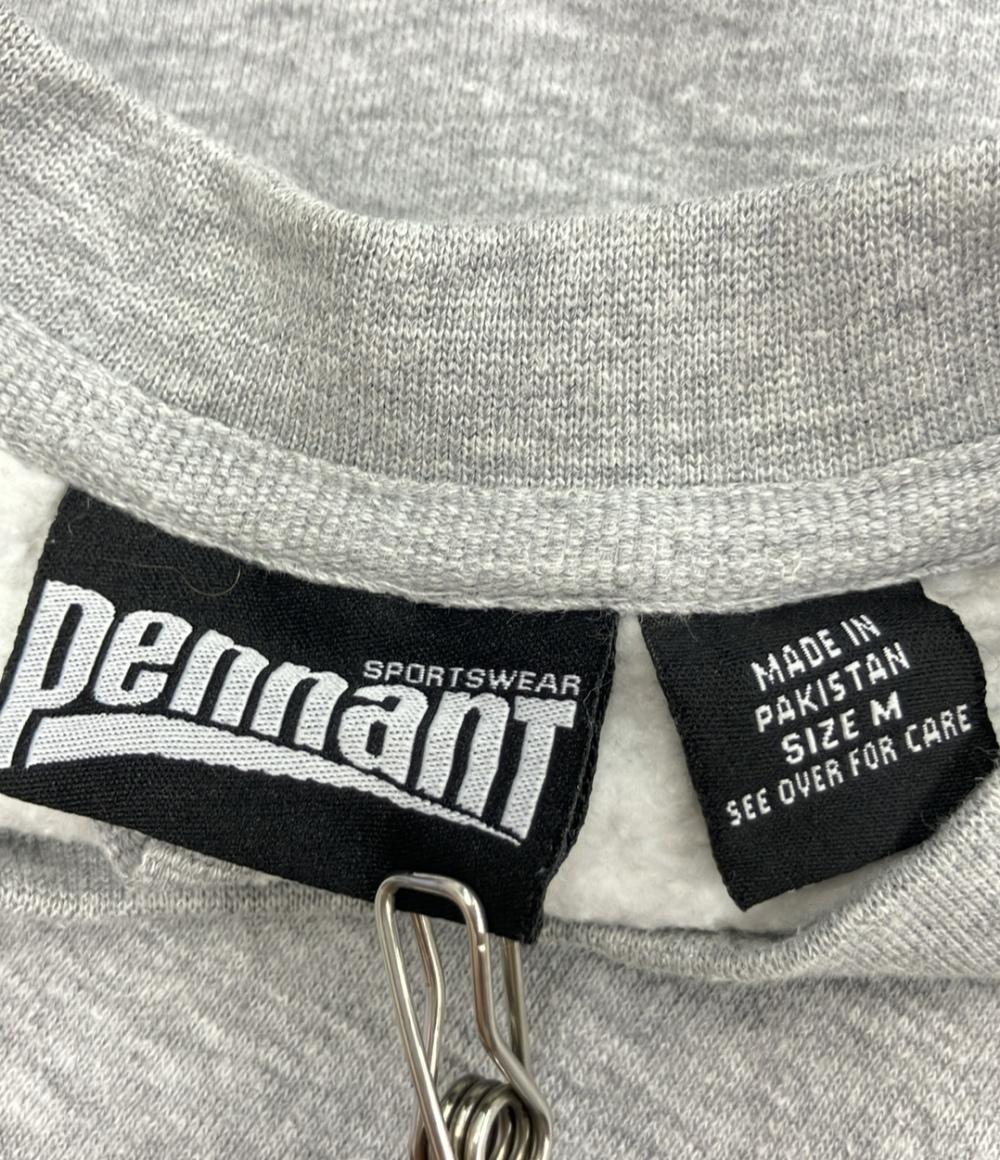 pennant
SPORTSWEAR
MADE IN
PAKISTAN
SIZE M
SEE OVER FOR CARE